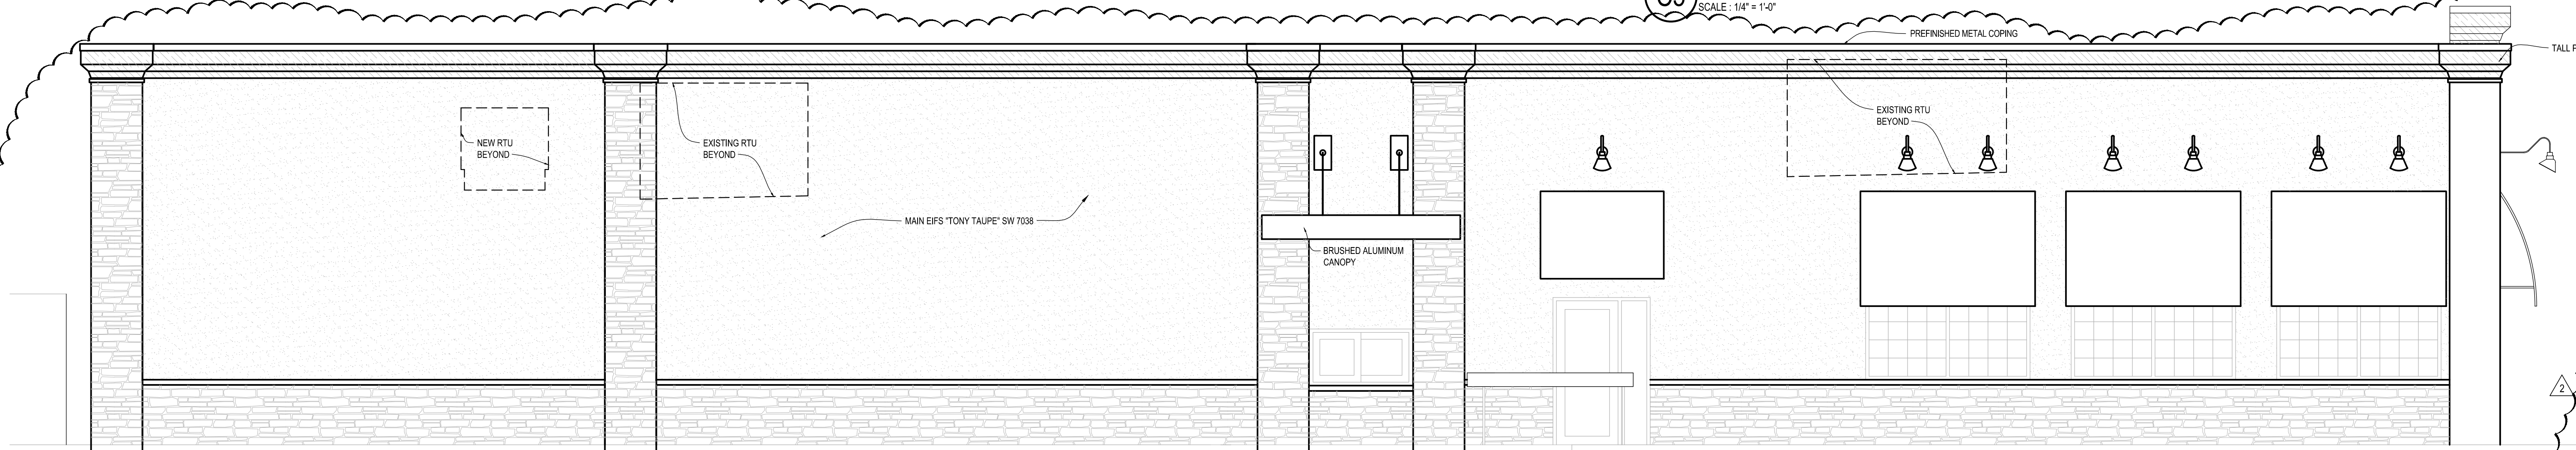 SCALE : 1/4" = 1'-0"
PREFINISHED METAL COPING
TALL
NEW RTU
BEYOND
EXISTING RTU
BEYOND
EXISTING RTU
BEYOND
MAIN EIFS "TONY TAUPE" SW 7038
BRUSHED ALUMINUM
CANOPY
2